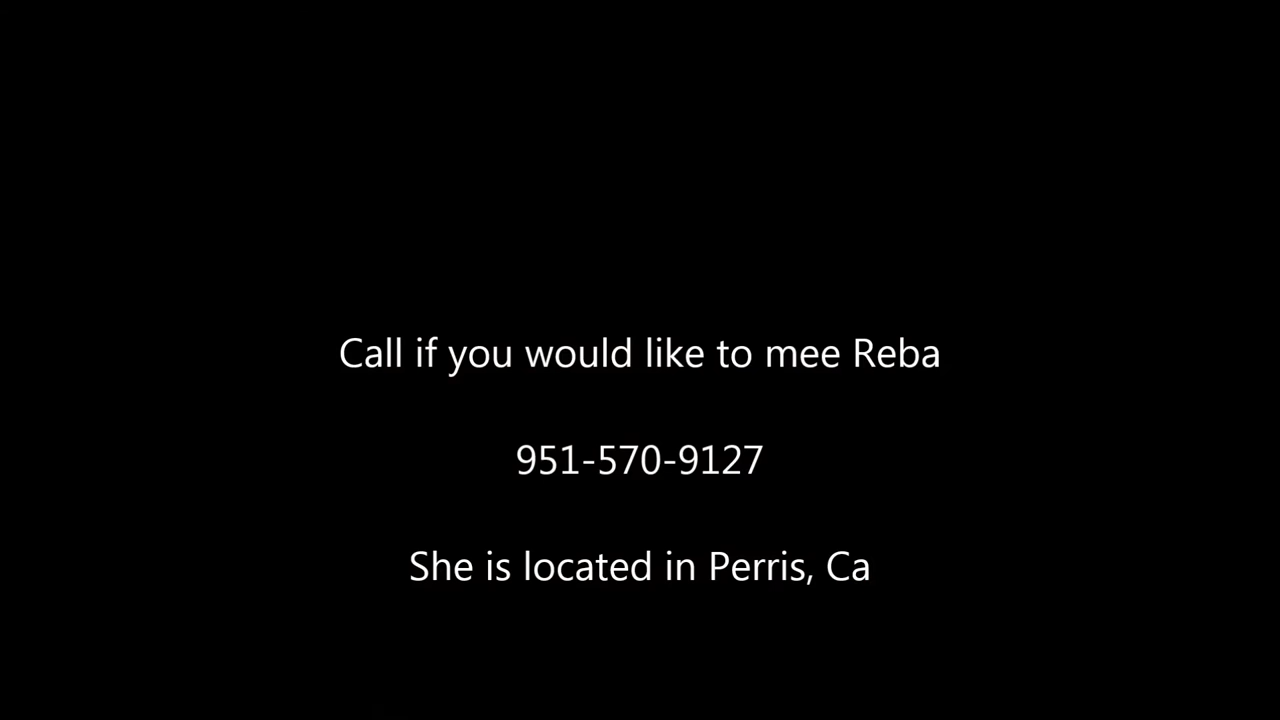 Call if you would like to mee Reba
951-570-9127
She is located in Perris, Ca